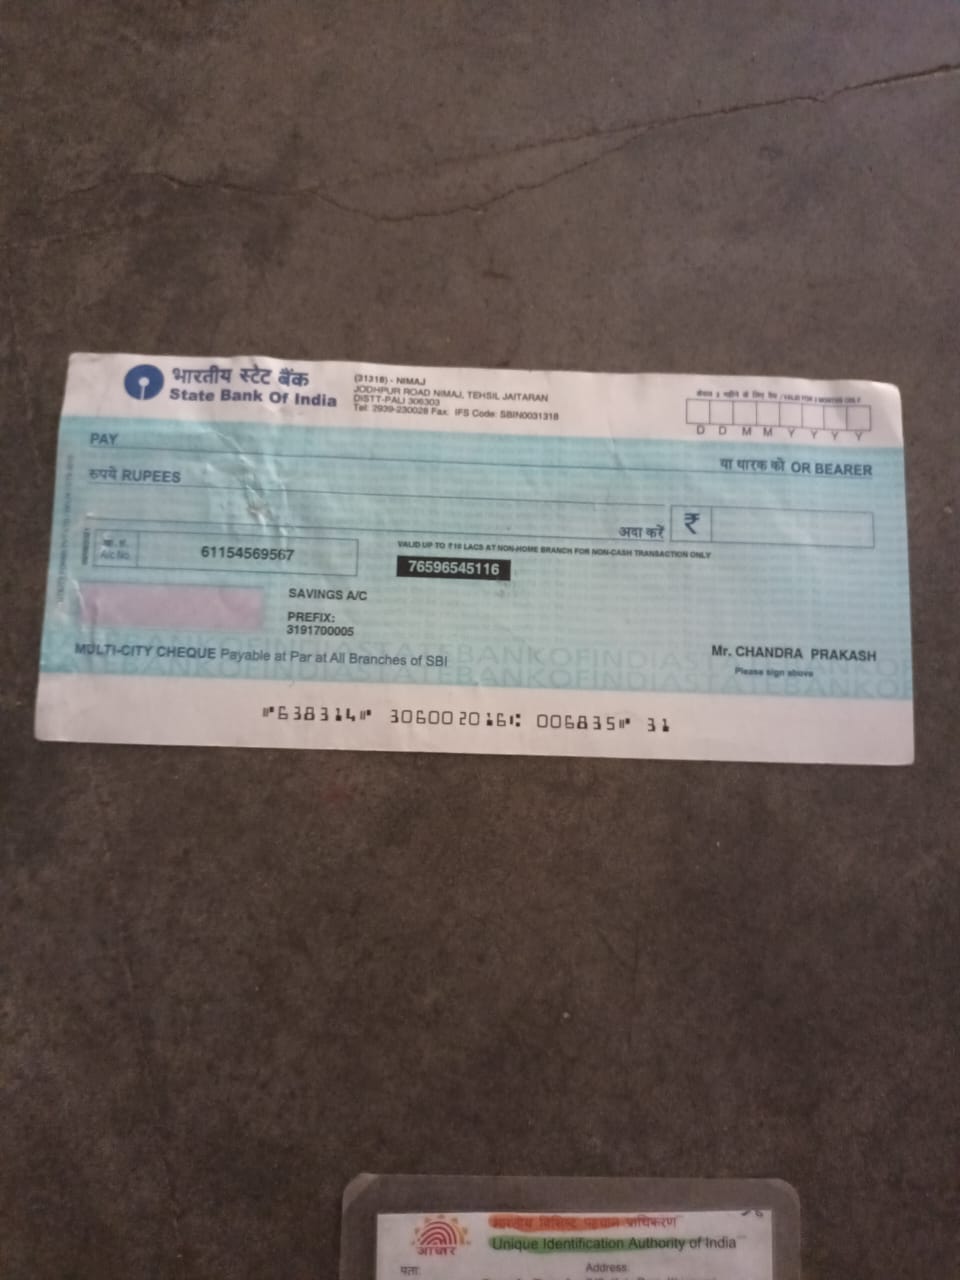 भारतीय स्टेट बैंक
State Bank Of India
(31318) - NIMAJ
JODHPUR ROAD NIMAJ, TEHSIL JAITARAN
DISTT-PALI 306303
Tel: 2939-230028 Fax: IFS Code: SBIN0031318
VALID FOR 3 MONTHS ONLY
D D M M Y Y Y Y
PAY
या धारक को OR BEARER
रुपये RUPEES
अदा करें ₹
A/c No.
61154569567
VALID UP TO ₹10 LACS AT NON-HOME BRANCH FOR NON-CASH TRANSACTION ONLY
76596545116
SAVINGS A/C
PREFIX:
3191700005
MULTI-CITY CHEQUE Payable at Par at All Branches of SBI
Mr. CHANDRA PRAKASH
Please sign above
⑈638314⑈ 306002016⑆ 006835⑈ 31
भारतीय विशिष्ट पहचान प्राधिकरण
Unique Identification Authority of India
आधार
पता:
Address